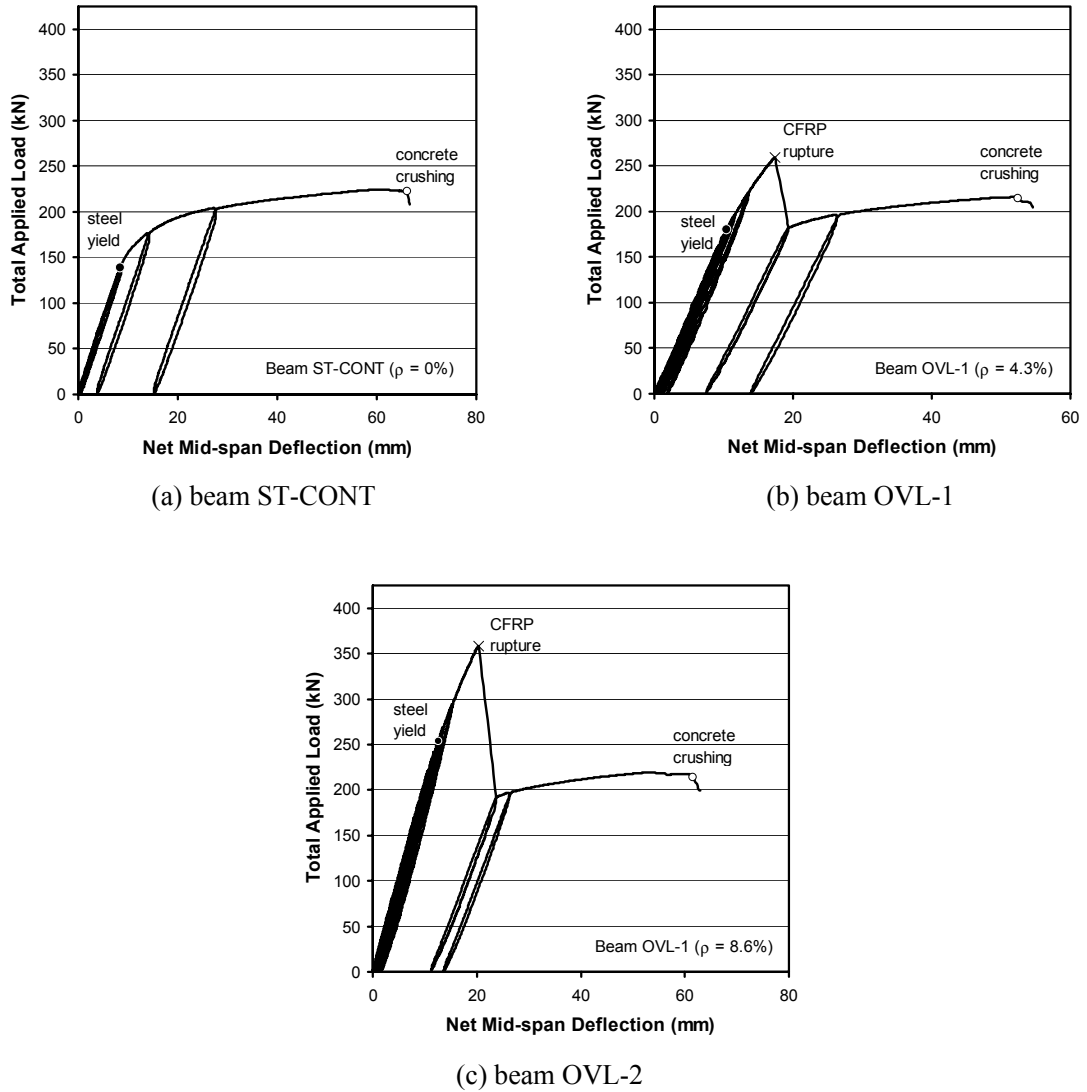 400
350
300
250
200
150
100
50
0
Total Applied Load (kN)
concrete
crushing
steel
yield
Beam ST-CONT (ρ = 0%)
0 20 40 60 80
Net Mid-span Deflection (mm)
(a) beam ST-CONT
400
350
300
250
200
150
100
50
0
Total Applied Load (kN)
CFRP
rupture
concrete
crushing
steel
yield
Beam OVL-1 (ρ = 4.3%)
0 20 40 60
Net Mid-span Deflection (mm)
(b) beam OVL-1
400
350
300
250
200
150
100
50
0
Total Applied Load (kN)
CFRP
rupture
steel
yield
concrete
crushing
Beam OVL-1 (ρ = 8.6%)
0 20 40 60 80
Net Mid-span Deflection (mm)
(c) beam OVL-2